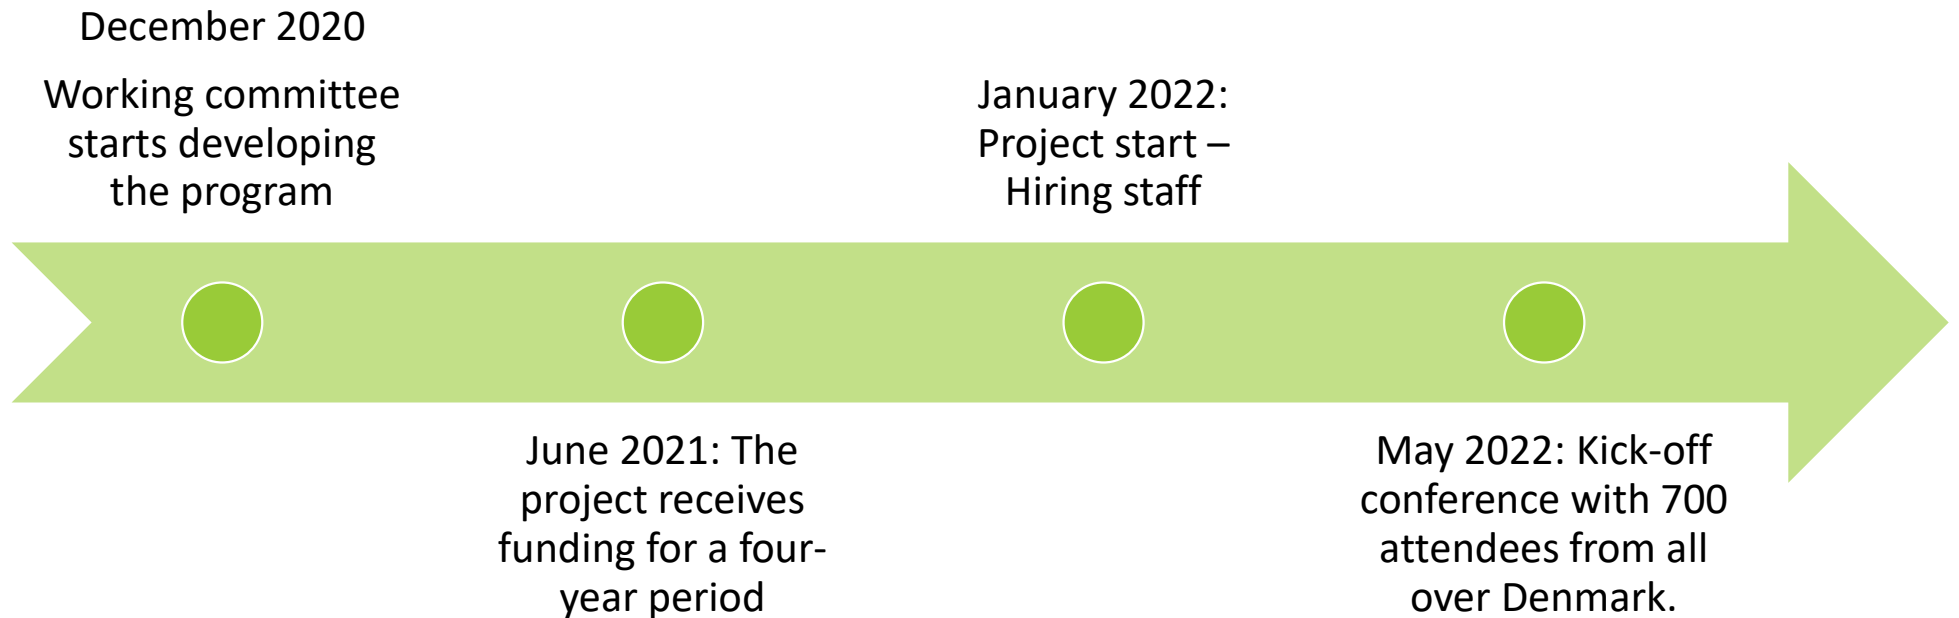 December 2020
Working committee
starts developing
the program
June 2021: The
project receives
funding for a four-
year period
January 2022:
Project start –
Hiring staff
May 2022: Kick-off
conference with 700
attendees from all
over Denmark.